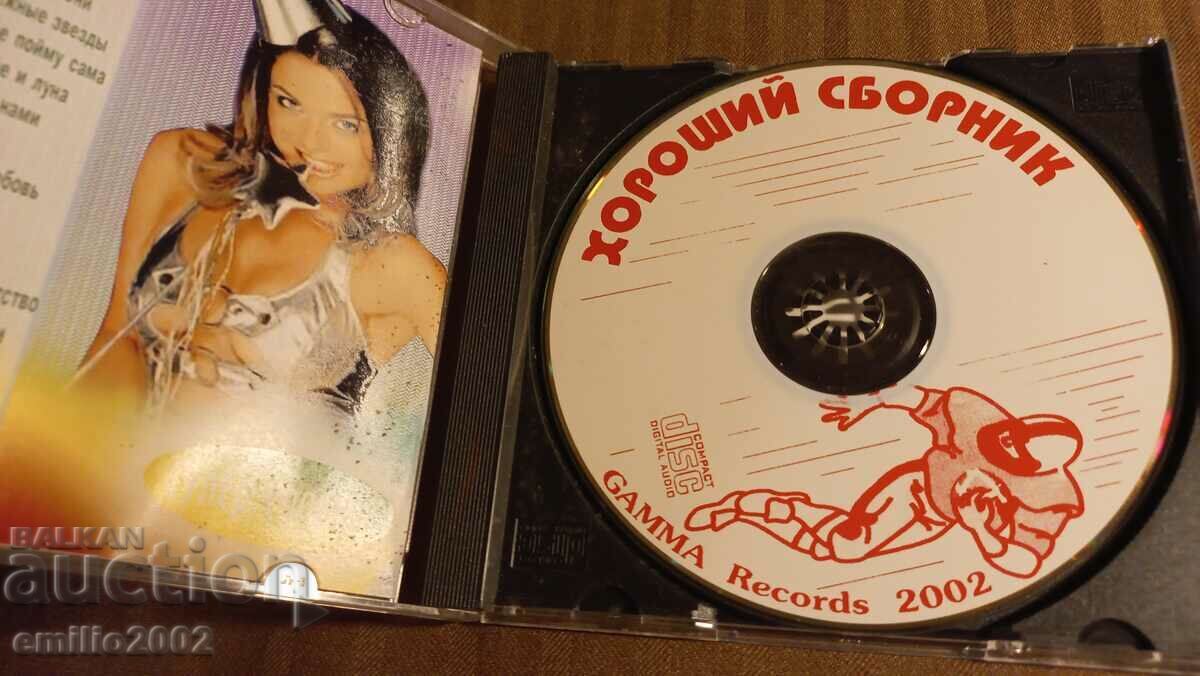 жные звезды
е пойму сама
е и луна
нами
юбовь
тство
ХОРОШИЙ СБОРНИК
COMPACT
disc
DIGITAL AUDIO
GAMMA Records 2002
BALKAN
auction
emilio2002